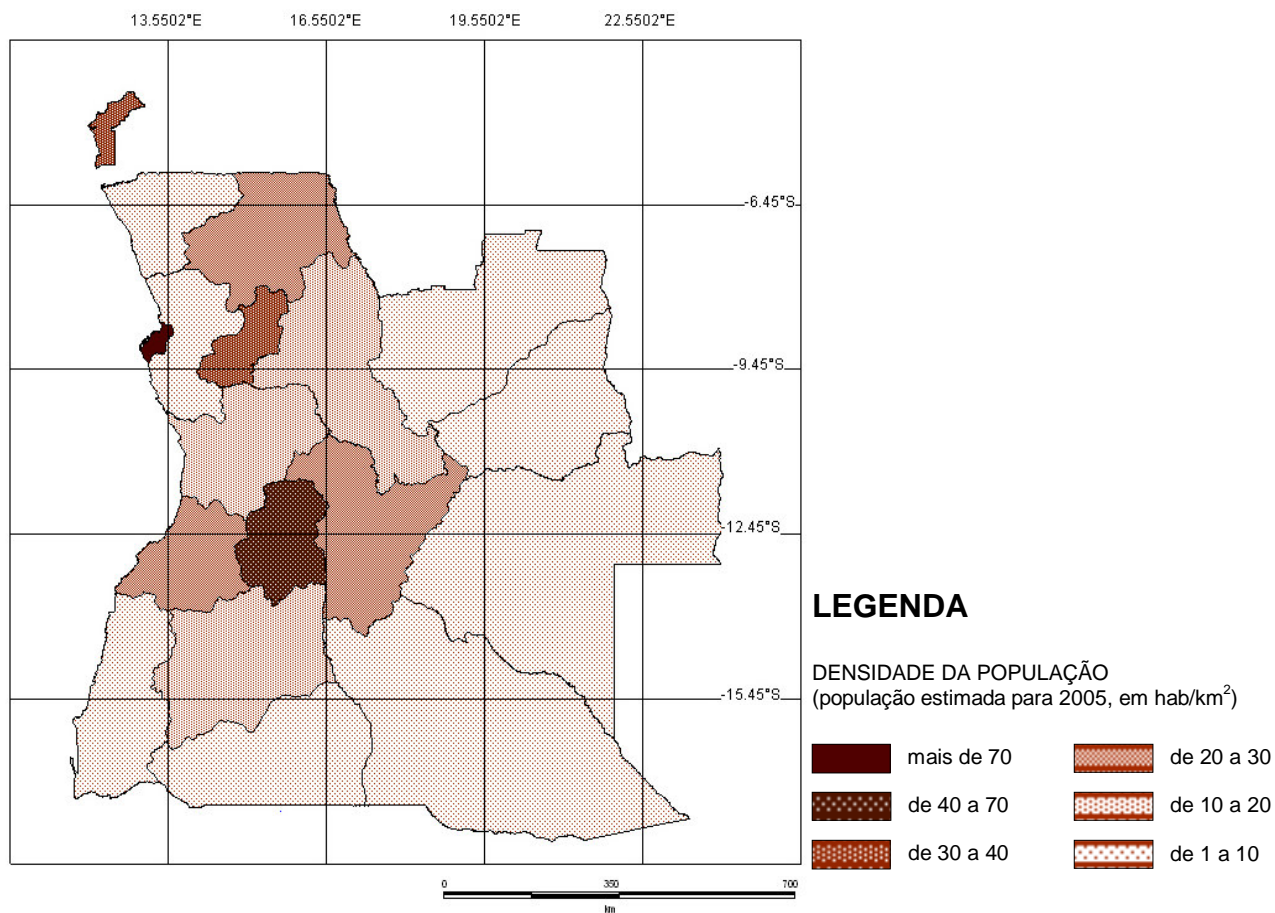 13.5502°E 16.5502°E 19.5502°E 22.5502°E
-6.45°S
-9.45°S
-12.45°S
-15.45°S
LEGENDA
DENSIDADE DA POPULAÇÃO
(população estimada para 2005, em hab/km²)
mais de 70 de 20 a 30
de 40 a 70 de 10 a 20
de 30 a 40 de 1 a 10
0 350 700
km